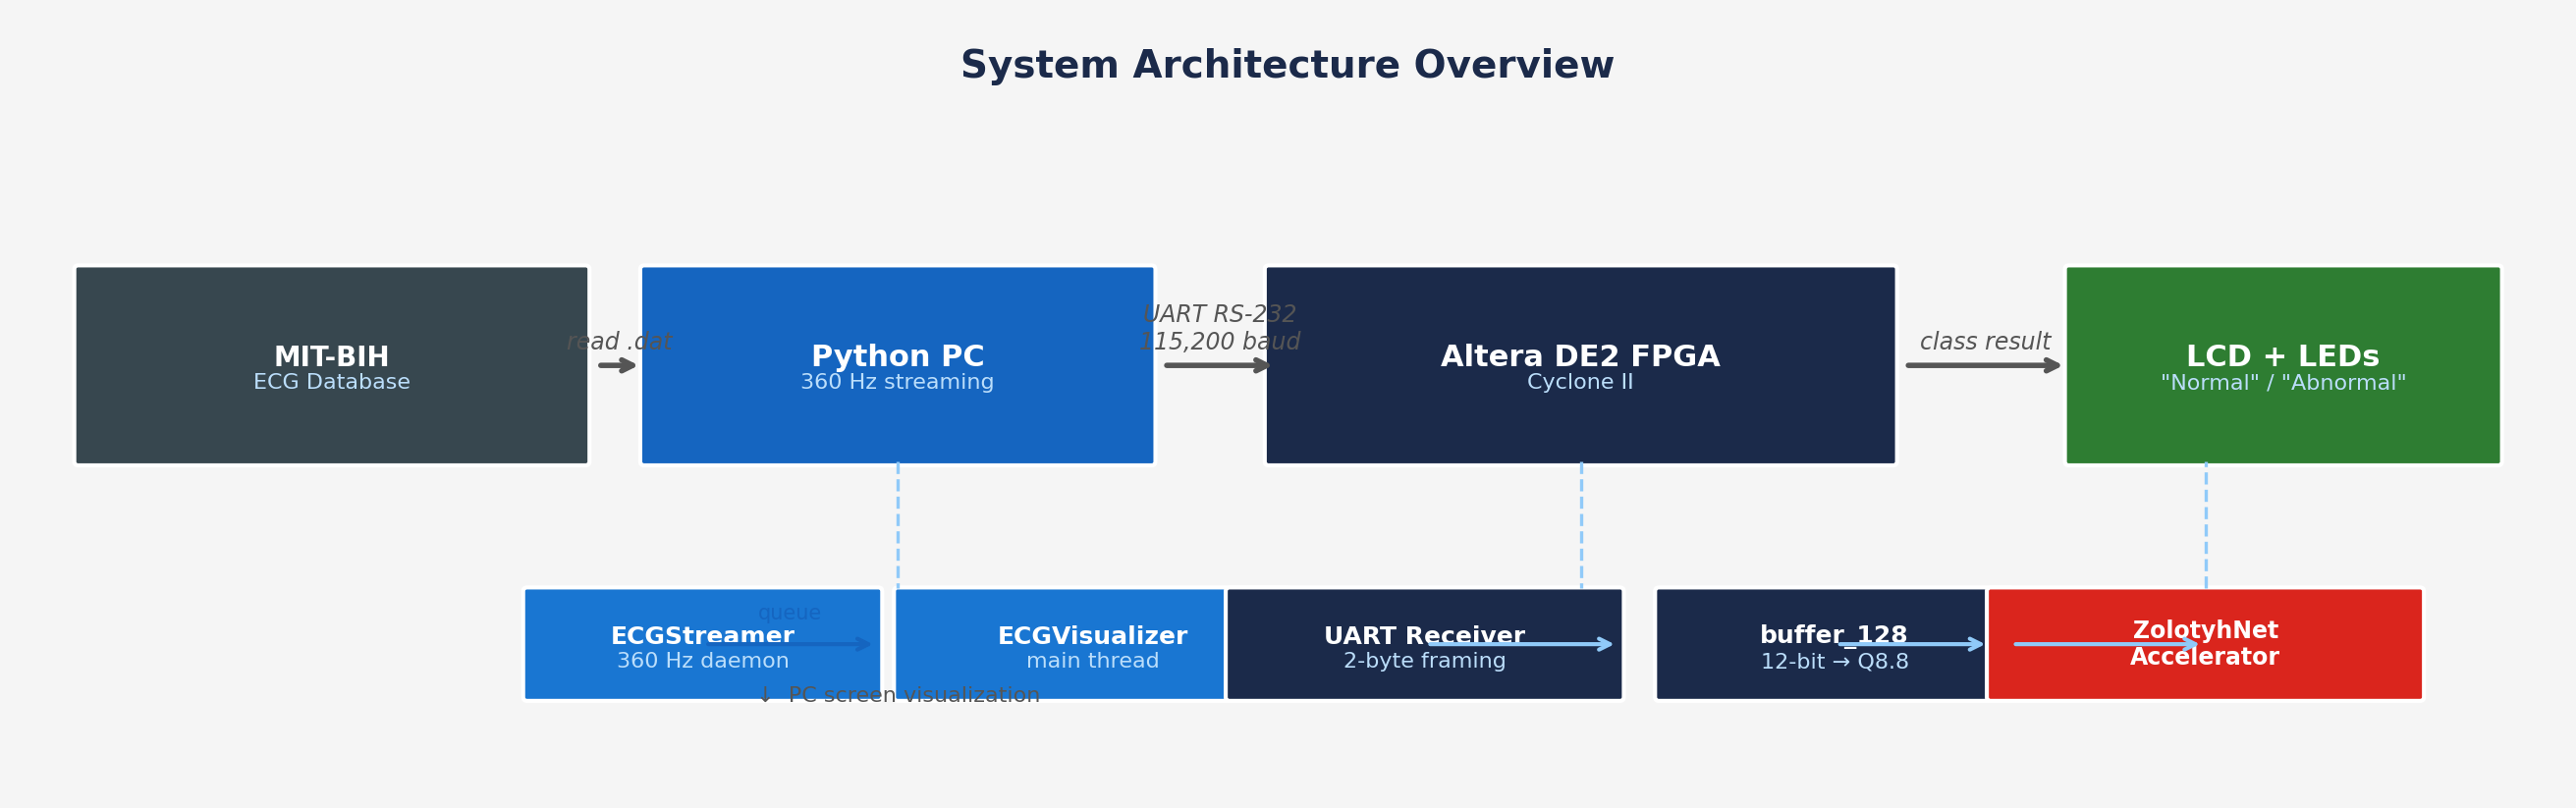 System Architecture Overview
MIT-BIH
ECG Database
read .dat
Python PC
360 Hz streaming
UART RS-232
115,200 baud
Altera DE2 FPGA
Cyclone II
class result
LCD + LEDs
"Normal" / "Abnormal"
queue
ECGStreamer
360 Hz daemon
ECGVisualizer
main thread
↓ PC screen visualization
UART Receiver
2-byte framing
buffer_128
12-bit → Q8.8
ZolotyhNet
Accelerator